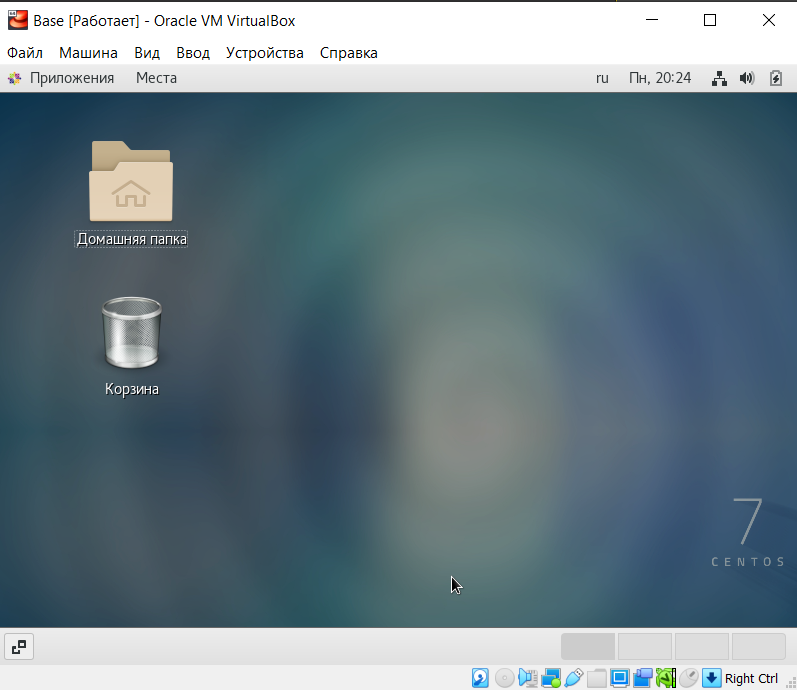 Base [Работает] - Oracle VM VirtualBox
Файл Машина Вид Ввод Устройства Справка
Приложения Места ru Пн, 20:24
Домашняя папка
Корзина
7
CENTOS
Right Ctrl